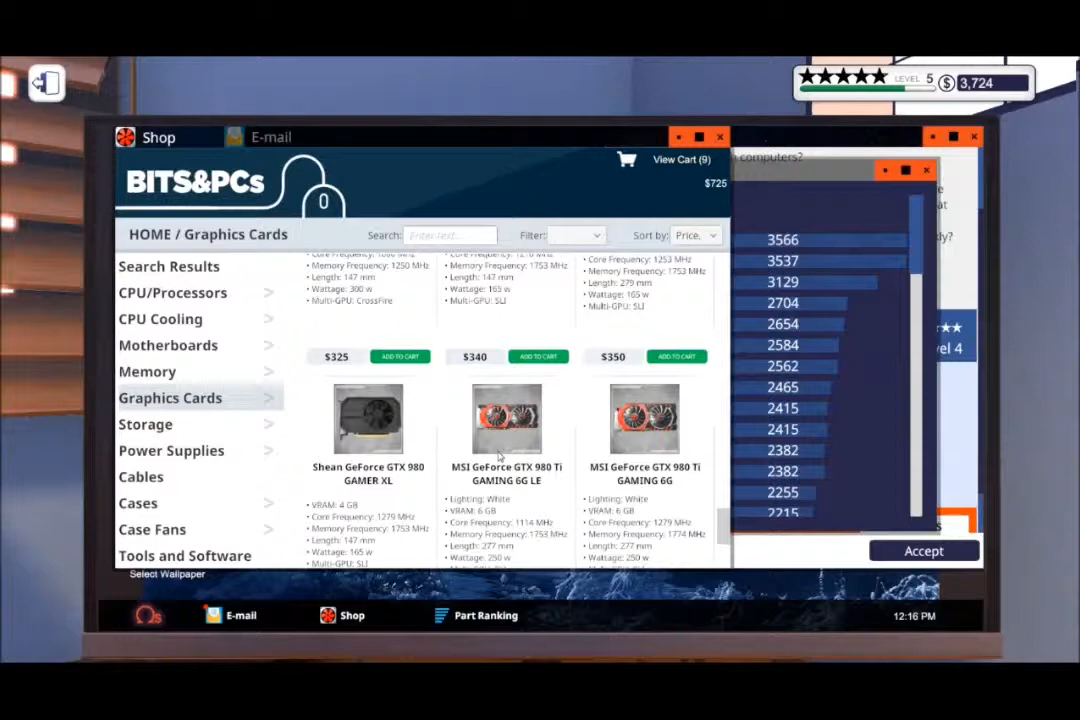 LEVEL 5 $ 3,724
Shop
E-mail
BITS&PCs
View Cart (9)
$725
computers?
HOME / Graphics Cards
Search: Enter text...
Filter:
Sort by: Price,
Search Results
CPU/Processors >
CPU Cooling >
Motherboards >
Memory >
Graphics Cards >
Storage >
Power Supplies >
Cables
Cases >
Case Fans >
Tools and Software
• Memory Frequency: 1250 MHz
• Length: 147 mm
• Wattage: 300 w
• Multi-GPU: CrossFire
$325 ADD TO CART
• Memory Frequency: 1753 MHz
• Length: 147 mm
• Wattage: 165 w
• Multi-GPU: SLI
$340 ADD TO CART
• Core Frequency: 1253 MHz
• Memory Frequency: 1753 MHz
• Length: 279 mm
• Wattage: 165 w
• Multi-GPU: SLI
$350 ADD TO CART
Shean GeForce GTX 980
GAMER XL
• VRAM: 4 GB
• Core Frequency: 1279 MHz
• Memory Frequency: 1753 MHz
• Length: 147 mm
• Wattage: 165 w
• Multi-GPU: SLI
MSI GeForce GTX 980 Ti
GAMING 6G LE
• Lighting: White
• VRAM: 6 GB
• Core Frequency: 1114 MHz
• Memory Frequency: 1753 MHz
• Length: 277 mm
• Wattage: 250 w
MSI GeForce GTX 980 Ti
GAMING 6G
• Lighting: White
• VRAM: 6 GB
• Core Frequency: 1279 MHz
• Memory Frequency: 1774 MHz
• Length: 277 mm
• Wattage: 250 w
3566
3537
3129
2704
2654
2584
2562
2465
2415
2415
2382
2382
2255
2215
at
dy?
vel 4
Accept
Select Wallpaper
Os
E-mail
Shop
Part Ranking
12:16 PM